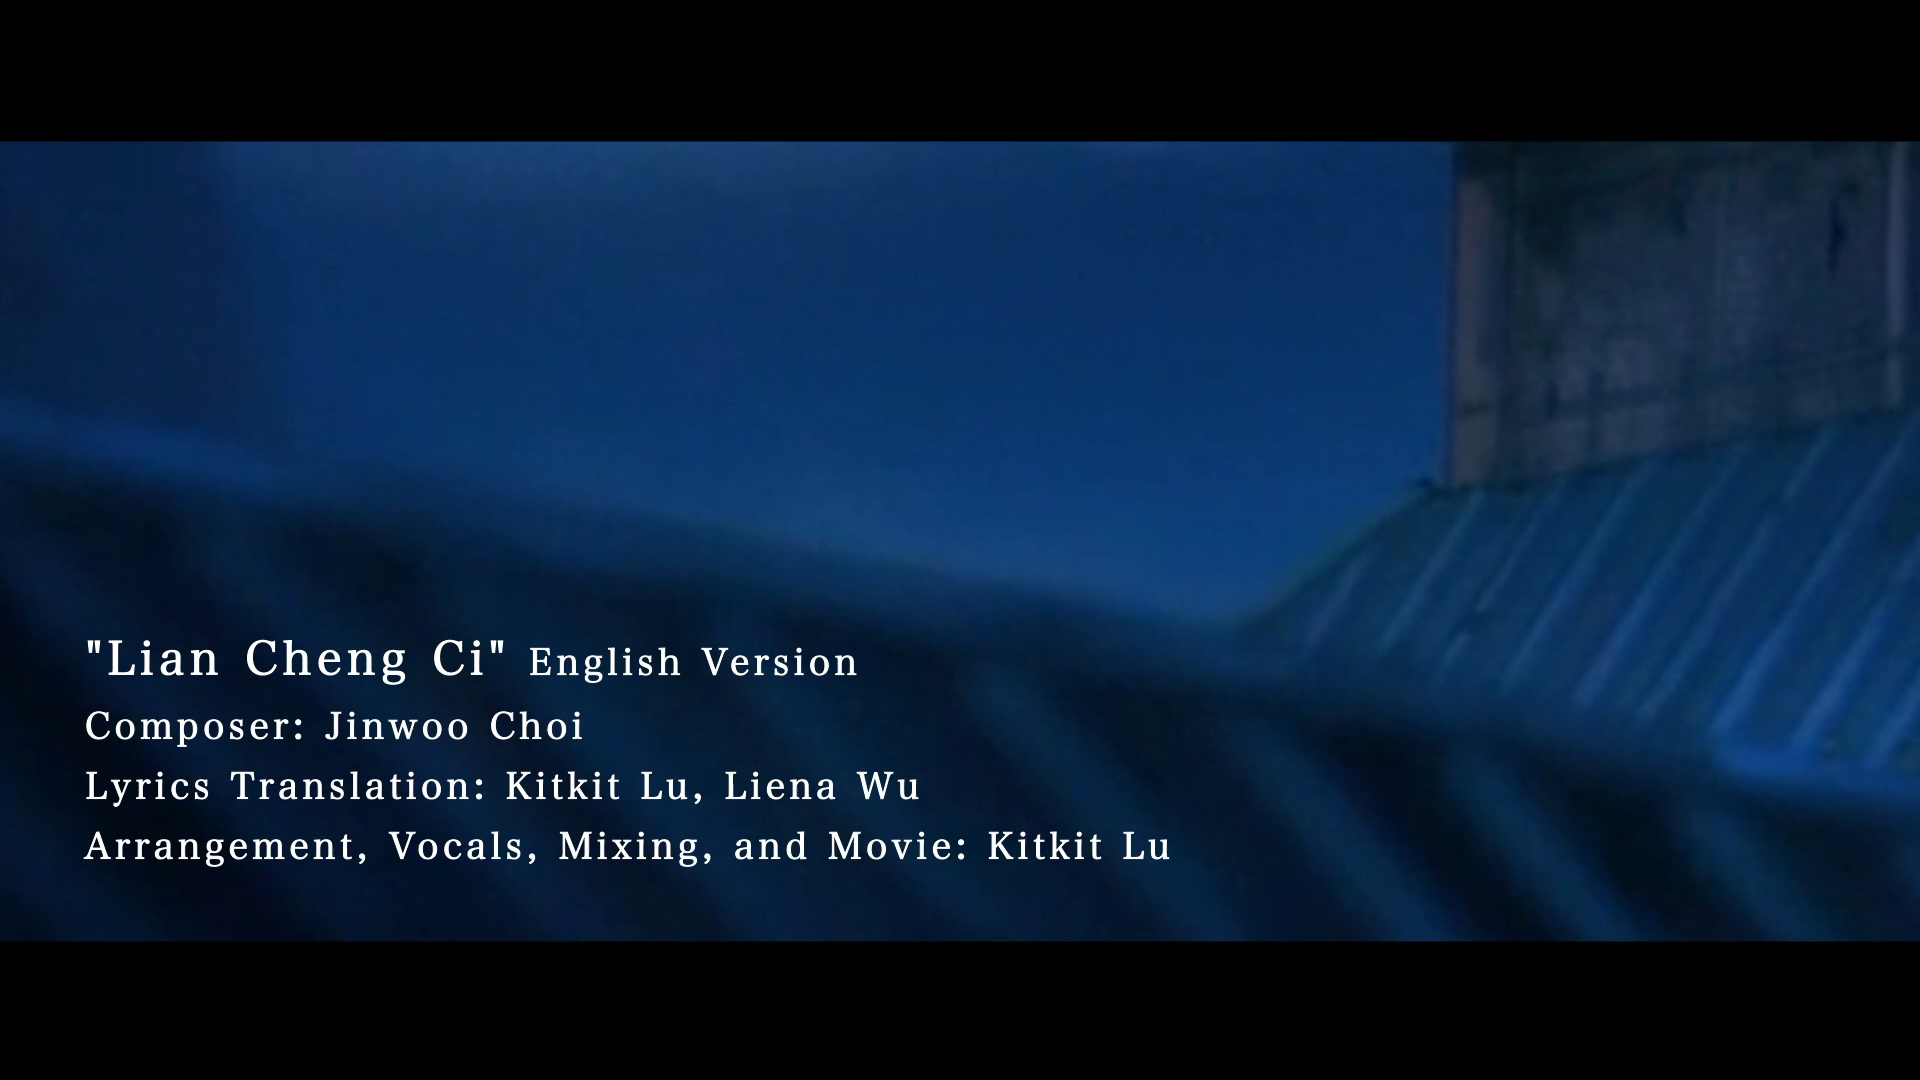 "Lian Cheng Ci" English Version
Composer: Jinwoo Choi
Lyrics Translation: Kitkit Lu, Liena Wu
Arrangement, Vocals, Mixing, and Movie: Kitkit Lu